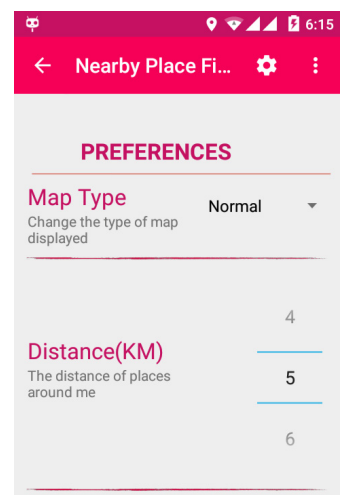 6:15
Nearby Place Fi...
PREFERENCES
Map Type
Normal
Change the type of map
displayed
4
Distance(KM)
5
The distance of places
around me
6